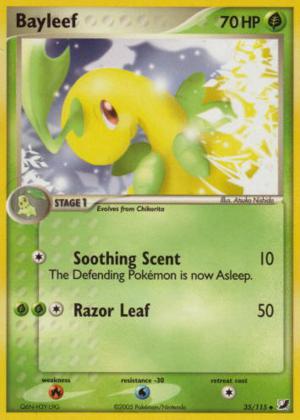 Bayleef 70 HP
Illus. Atsuko Nishida
STAGE 1
Evolves from Chikorita
Soothing Scent 10
The Defending Pokémon is now Asleep.
Razor Leaf 50
weakness resistance -30 retreat cost
©2005 Pokémon/Nintendo 35/115